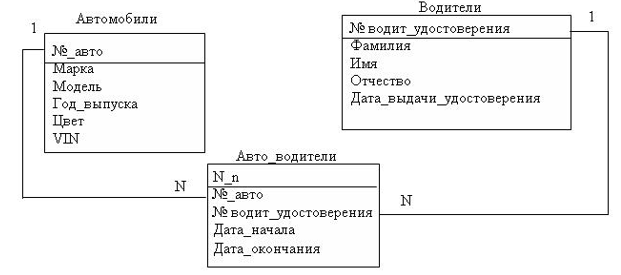 Автомобили
1
№_авто
Марка
Модель
Год_выпуска
Цвет
VIN
Водители
1
№ водит_удостоверения
Фамилия
Имя
Отчество
Дата_выдачи_удостоверения
Авто_водители
N
N_n
№_авто
№ водит_удостоверения
Дата_начала
Дата_окончания
N